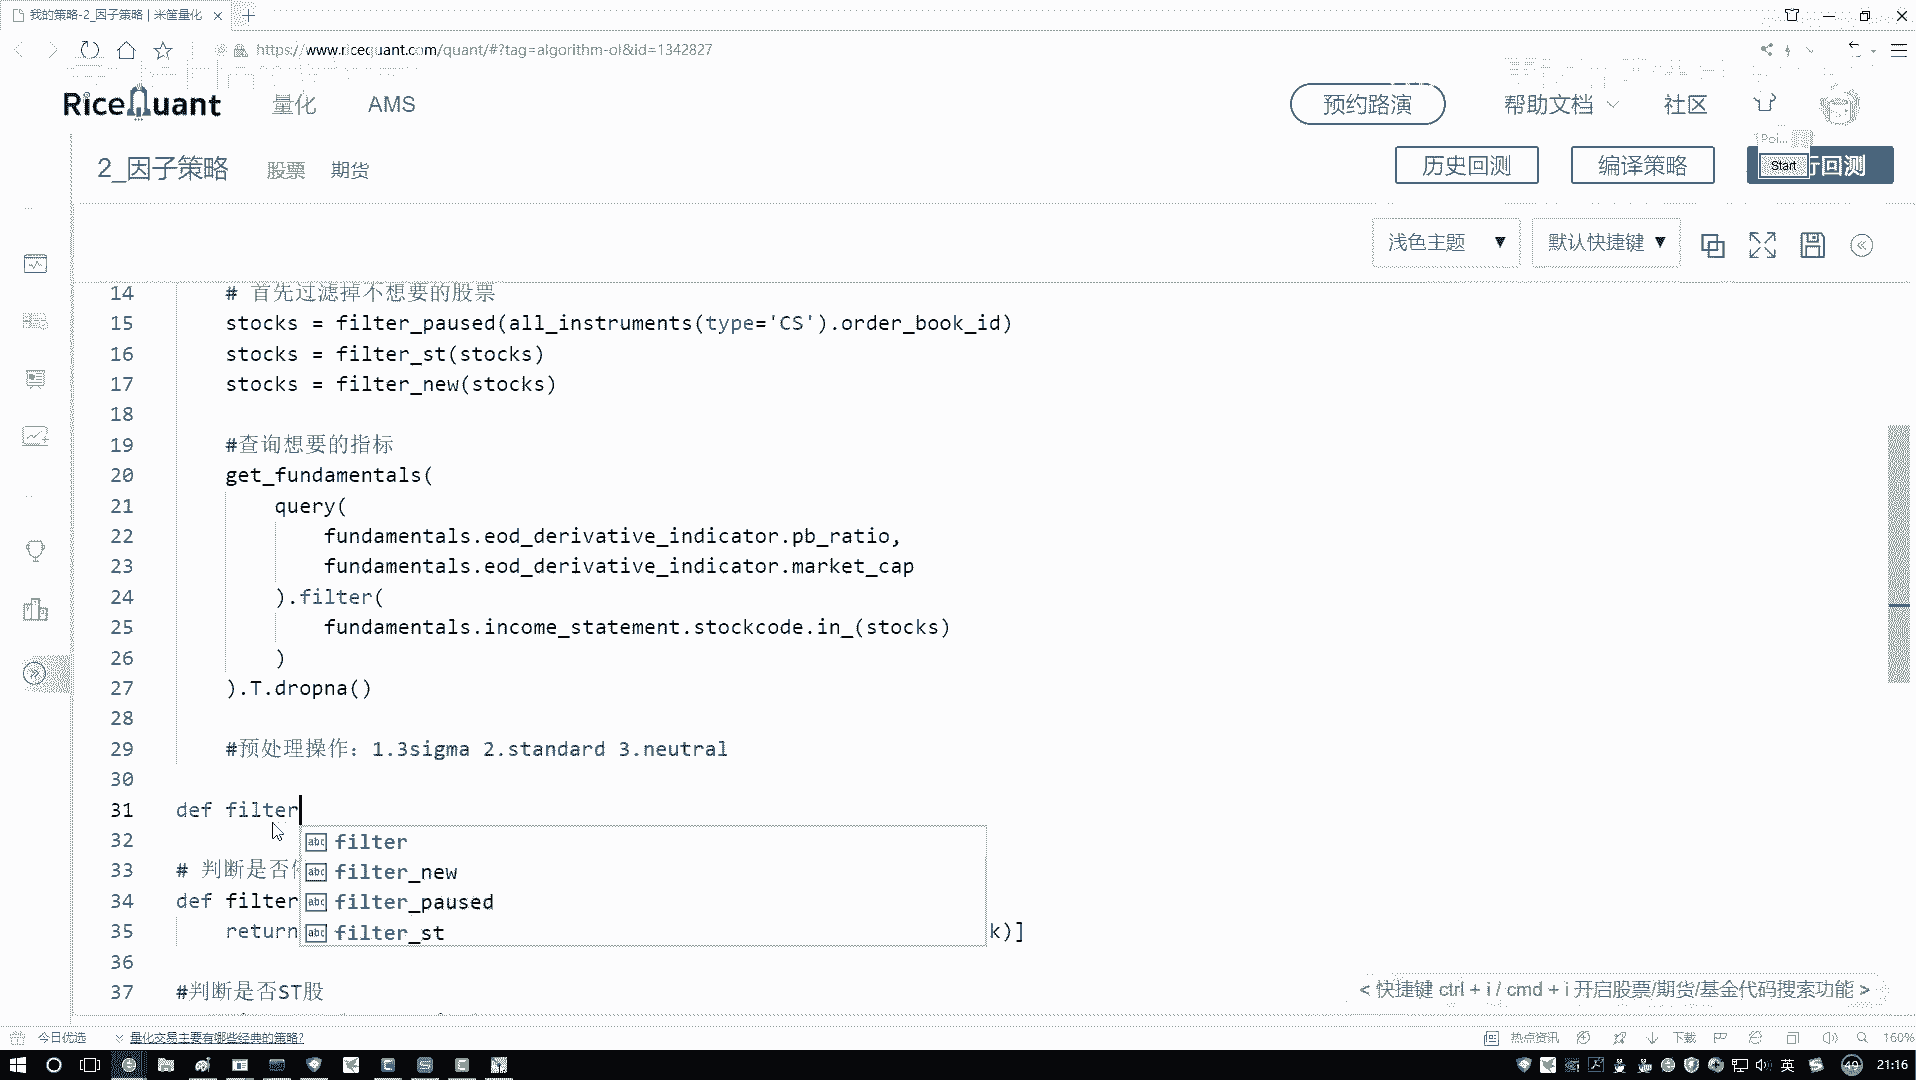 我的策略-2_因子策略 | 米筐量化
https://www.ricequant.com/quant/#?tag=algorithm-ol&id=1342827
RiceQuant 量化 AMS 预约路演 帮助文档 社区
2_因子策略 股票 期货 历史回测 编译策略 Start 行回测
浅色主题 ▼ 默认快捷键 ▼
14 # 首先过滤掉不想要的股票
15 stocks = filter_paused(all_instruments(type='CS').order_book_id)
16 stocks = filter_st(stocks)
17 stocks = filter_new(stocks)
18
19 #查询想要的指标
20 get_fundamentals(
21 query(
22 fundamentals.eod_derivative_indicator.pb_ratio,
23 fundamentals.eod_derivative_indicator.market_cap
24 ).filter(
25 fundamentals.income_statement.stockcode.in_(stocks)
26 )
27 ).T.dropna()
28
29 #预处理操作：1.3sigma 2.standard 3.neutral
30
31 def filter
32 abc filter
33 # 判断是否 abc filter_new
34 def filter abc filter_paused
35 return abc filter_st k)]
36
37 #判断是否ST股
< 快捷键 ctrl + i / cmd + i 开启股票/期货/基金代码搜索功能 >
今日优选 量化交易主要有哪些经典的策略? 热点资讯 下载 160%
英 49 21:16